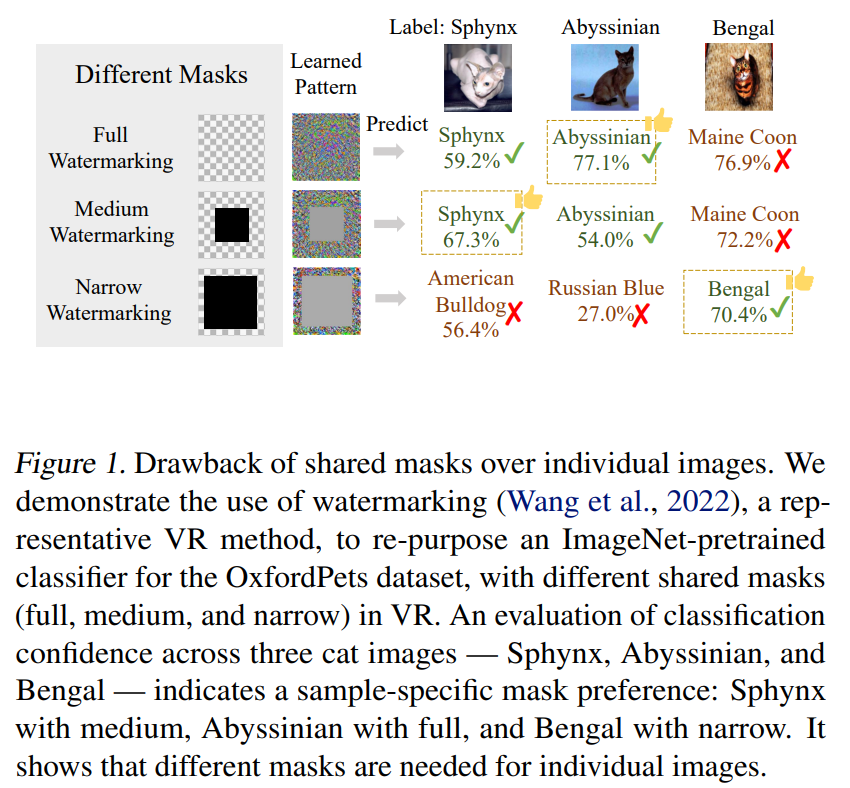 Label: Sphynx Abyssinian Bengal
Different Masks
Learned
Pattern
Predict
Full
Watermarking
Sphynx
59.2%
Abyssinian
77.1%
Maine Coon
76.9%
Medium
Watermarking
Sphynx
67.3%
Abyssinian
54.0%
Maine Coon
72.2%
Narrow
Watermarking
American
Bulldog
56.4%
Russian Blue
27.0%
Bengal
70.4%
Figure 1. Drawback of shared masks over individual images. We
demonstrate the use of watermarking (Wang et al., 2022), a rep-
resentative VR method, to re-purpose an ImageNet-pretrained
classifier for the OxfordPets dataset, with different shared masks
(full, medium, and narrow) in VR. An evaluation of classification
confidence across three cat images — Sphynx, Abyssinian, and
Bengal — indicates a sample-specific mask preference: Sphynx
with medium, Abyssinian with full, and Bengal with narrow. It
shows that different masks are needed for individual images.